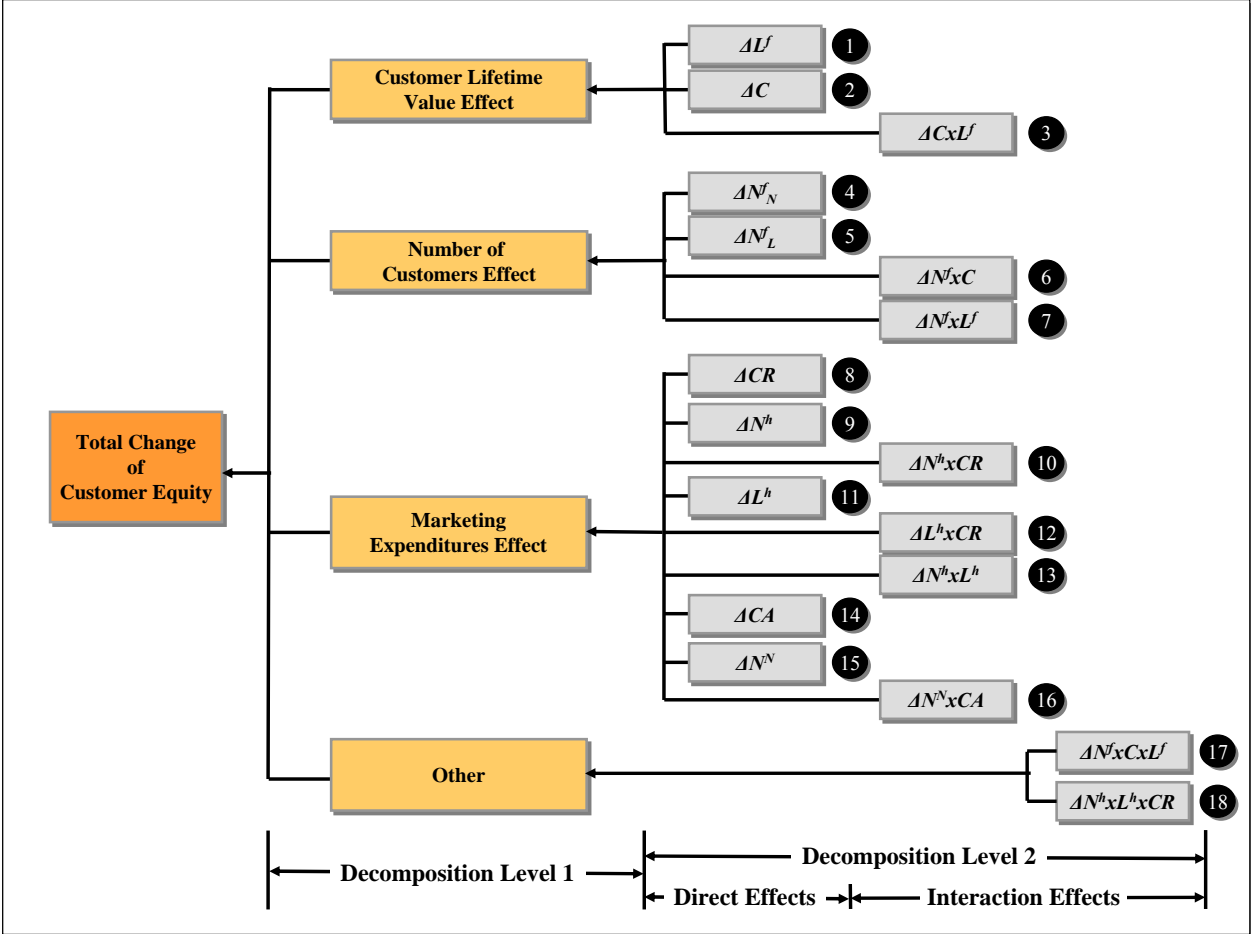 ΔL^f
1
Customer Lifetime
Value Effect
ΔC
2
ΔCxL^f
3
ΔN^f_N
4
Number of
Customers Effect
ΔN^f_L
5
ΔN^fxC
6
ΔN^fxL^f
7
ΔCR
8
ΔN^h
9
Total Change
of
Customer Equity
ΔN^hxCR
10
ΔL^h
11
Marketing
Expenditures Effect
ΔL^hxCR
12
ΔN^hxL^h
13
ΔCA
14
ΔN^N
15
ΔN^NxCA
16
Other
ΔN^fxCxL^f
17
ΔN^hxL^hxCR
18
Decomposition Level 1
Decomposition Level 2
Direct Effects
Interaction Effects